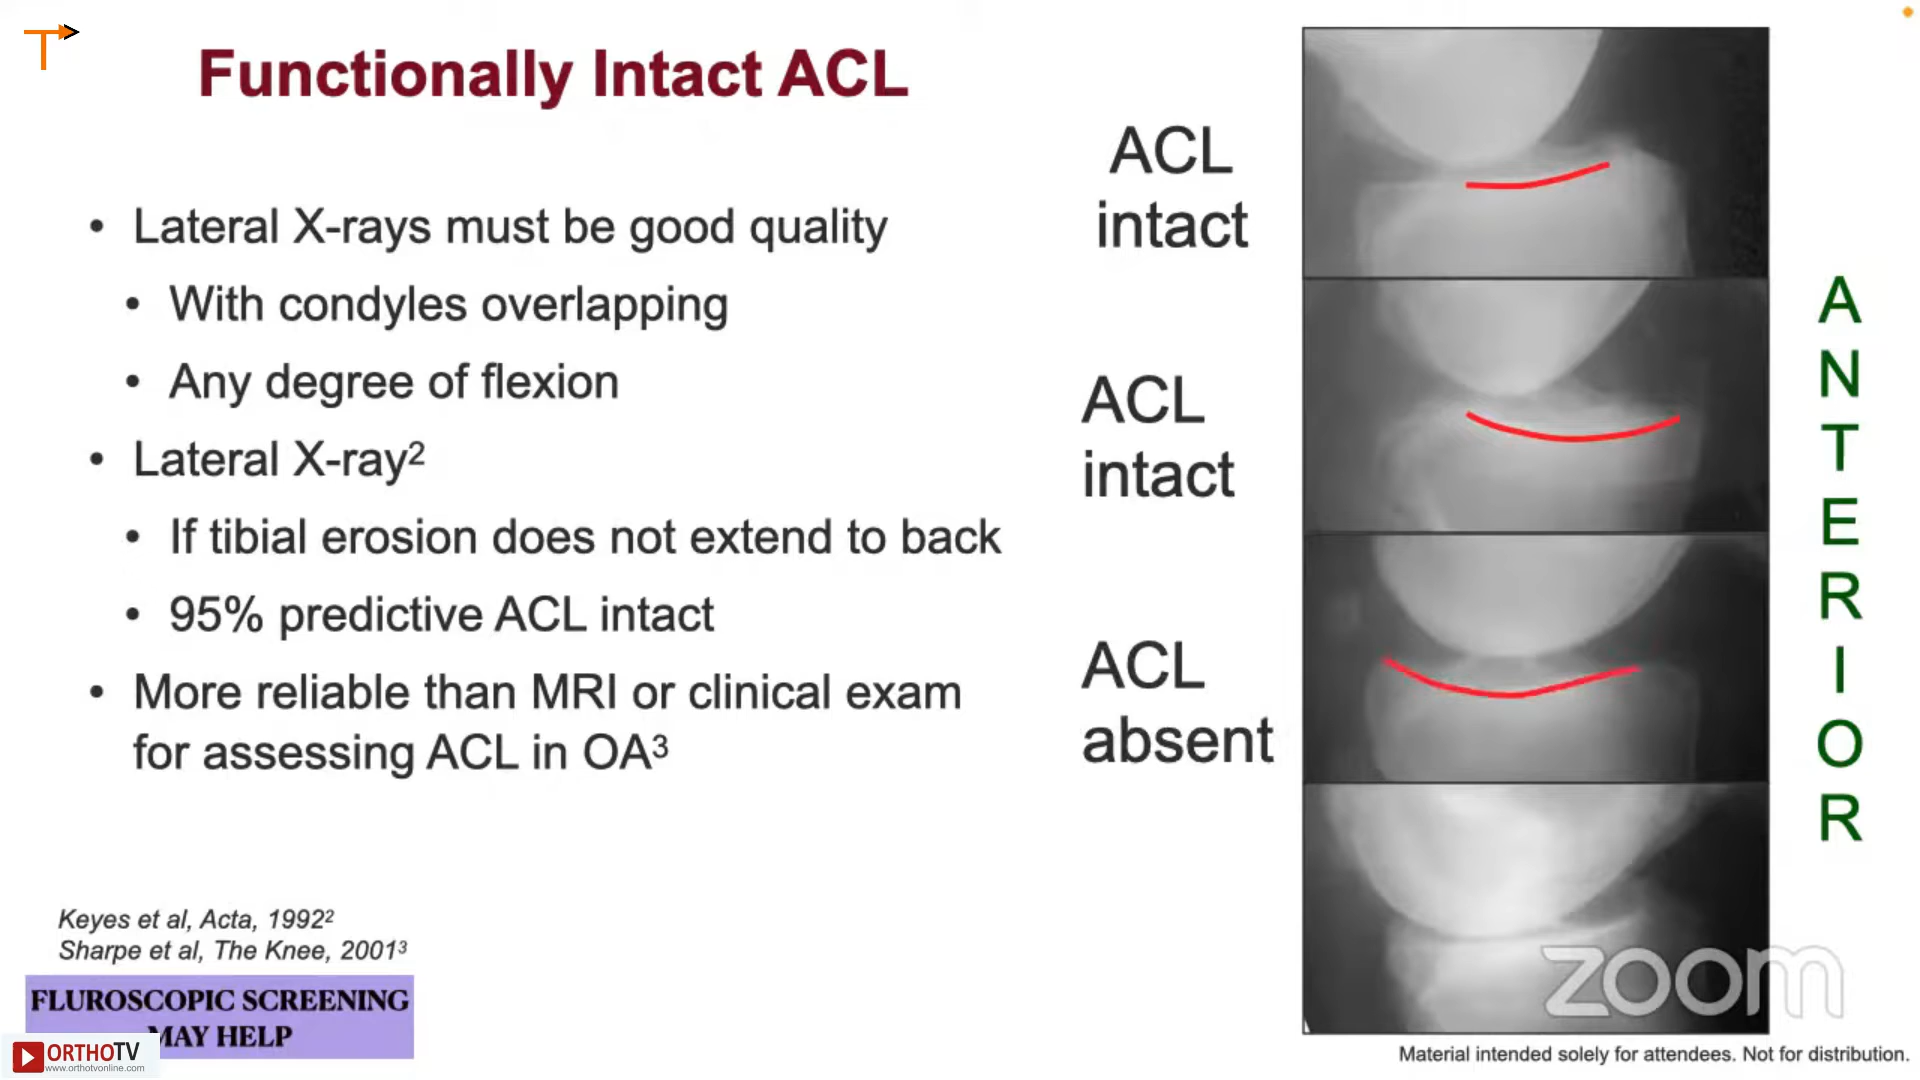 Functionally Intact ACL
• Lateral X-rays must be good quality
• With condyles overlapping
• Any degree of flexion
• Lateral X-ray²
• If tibial erosion does not extend to back
• 95% predictive ACL intact
• More reliable than MRI or clinical exam
for assessing ACL in OA³
Keyes et al, Acta, 1992²
Sharpe et al, The Knee, 2001³
FLUROSCOPIC SCREENING
MAY HELP
ORTHOTV
www.orthotvonline.com
ACL
intact
ACL
intact
ACL
absent
A
N
T
E
R
I
O
R
zoom
Material intended solely for attendees. Not for distribution.